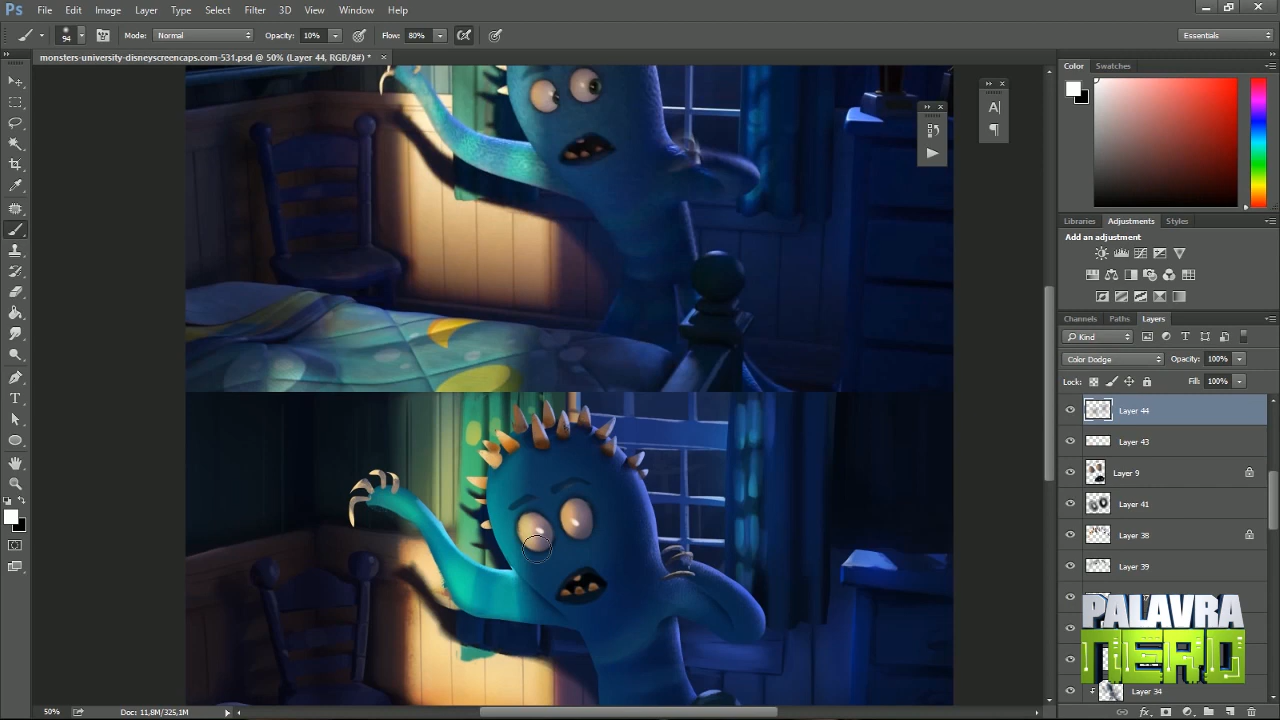 Ps File Edit Image Layer Type Select Filter 3D View Window Help
94 Mode: Normal Opacity: 10% Flow: 80% Essentials
monsters-university-disneyscreencaps.com-531.psd @ 50% (Layer 44, RGB/8#) *
Color Swatches
Libraries Adjustments Styles
Add an adjustment
Channels Paths Layers
Kind
Color Dodge Opacity: 100%
Lock: Fill: 100%
Layer 44
Layer 43
Layer 9
Layer 41
Layer 38
Layer 39
PALAVRA
NERD
Layer 34
50% Doc: 11,8M/325,1M